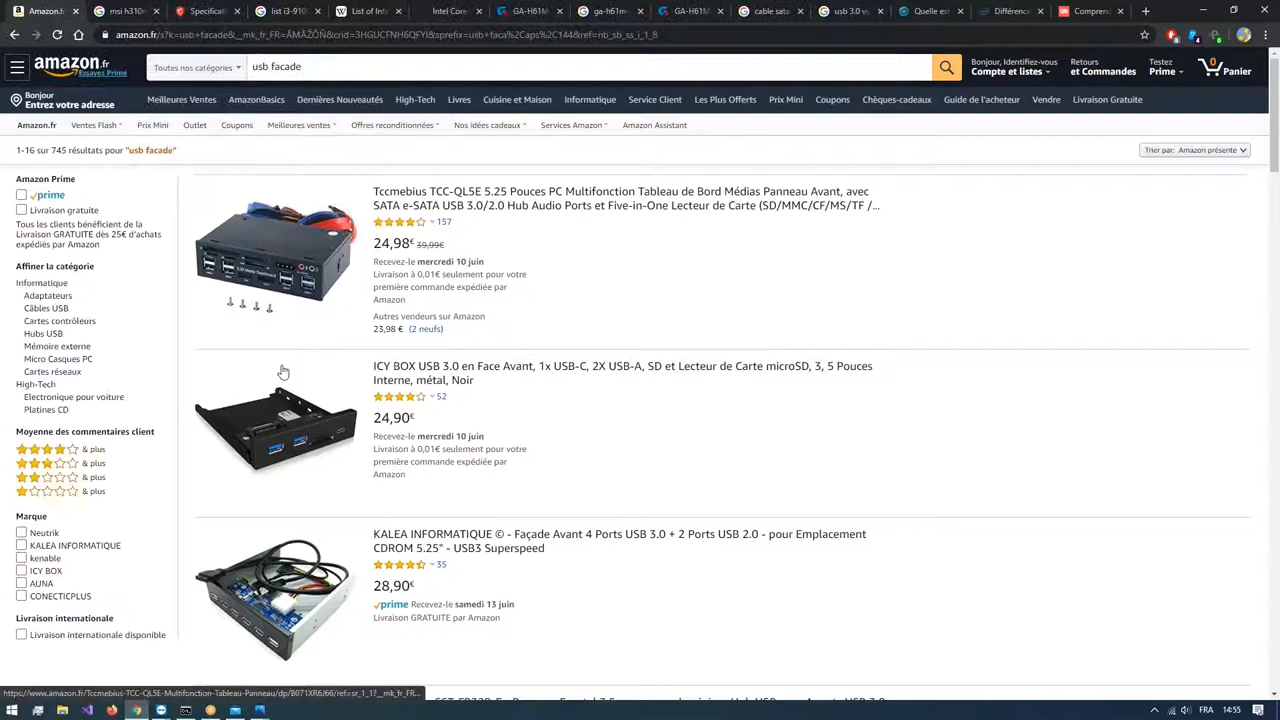 Amazon.fr
msi h310
Specificati
list i3-910
List of Inte
Intel Core
GA-H61M
ga-h61m
GA-H61M
cable sata
usb 3.0 v
Quelle est
Différence
Comprend
amazon.fr/s?k=usb+facade&__mk_fr_FR=ÅMÅŽÕÑ&crid=3HGUCFNH6QFYI&sprefix=usb+faca%2Caps%2C144&ref=nb_sb_ss_i_1_8
amazon.fr
Essayez Prime
Toutes nos catégories
usb facade
Bonjour, Identifiez-vous
Compte et listes
Retours
et Commandes
Testez
Prime
0
Panier
Bonjour
Entrez votre adresse
Meilleures Ventes
AmazonBasics
Dernières Nouveautés
High-Tech
Livres
Cuisine et Maison
Informatique
Service Client
Les Plus Offerts
Prix Mini
Coupons
Chèques-cadeaux
Guide de l'acheteur
Vendre
Livraison Gratuite
Amazon.fr
Ventes Flash
Prix Mini
Outlet
Coupons
Meilleures ventes
Offres reconditionnées
Nos idées cadeaux
Services Amazon
Amazon Assistant
1-16 sur 745 résultats pour "usb facade"
Trier par: Amazon présente
Amazon Prime
prime
Livraison gratuite
Tous les clients bénéficient de la
Livraison GRATUITE dès 25€ d'achats
expédiés par Amazon
Affiner la catégorie
Informatique
Adaptateurs
Câbles USB
Cartes contrôleurs
Hubs USB
Mémoire externe
Micro Casques PC
Cartes réseaux
High-Tech
Electronique pour voiture
Platines CD
Moyenne des commentaires client
& plus
& plus
& plus
& plus
Marque
Neutrik
KALEA INFORMATIQUE
kenable
ICY BOX
AUNA
CONECTICPLUS
Livraison internationale
Livraison internationale disponible
Tccmebius TCC-QL5E 5.25 Pouces PC Multifonction Tableau de Bord Médias Panneau Avant, avec
SATA e-SATA USB 3.0/2.0 Hub Audio Ports et Five-in-One Lecteur de Carte (SD/MMC/CF/MS/TF /...
157
24,98€ 39,99€
Recevez-le mercredi 10 juin
Livraison à 0,01€ seulement pour votre
première commande expédiée par
Amazon
Autres vendeurs sur Amazon
23,98 € (2 neufs)
ICY BOX USB 3.0 en Face Avant, 1x USB-C, 2X USB-A, SD et Lecteur de Carte microSD, 3, 5 Pouces
Interne, métal, Noir
52
24,90€
Recevez-le mercredi 10 juin
Livraison à 0,01€ seulement pour votre
première commande expédiée par
Amazon
KALEA INFORMATIQUE © - Façade Avant 4 Ports USB 3.0 + 2 Ports USB 2.0 - pour Emplacement
CDROM 5.25" - USB3 Superspeed
35
28,90€
prime Recevez-le samedi 13 juin
Livraison GRATUITE par Amazon
https://www.amazon.fr/Tccmebius-TCC-QL5E-Multifonction-Tableau-Panneau/dp/B071XR6J6G/ref=sr_1_1?__mk_fr_FR...
FRA
14:55